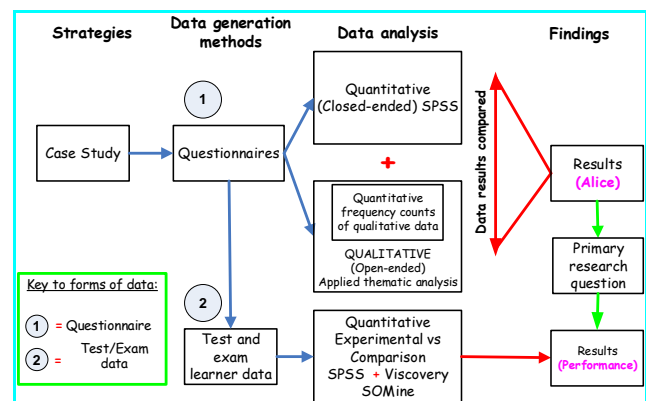 Strategies
Data generation
methods
Data analysis
Findings
1
Case Study
Questionnaires
Quantitative
(Closed-ended) SPSS
+
Quantitative
frequency counts
of qualitative data
QUALITATIVE
(Open-ended)
Applied thematic analysis
Data results compared
Results
(Alice)
Primary
research
question
Results
(Performance)
2
Test and
exam
learner data
Quantitative
Experimental vs
Comparison
SPSS + Viscovery
SOMine
Key to forms of data:
1 = Questionnaire
2 = Test/Exam
data